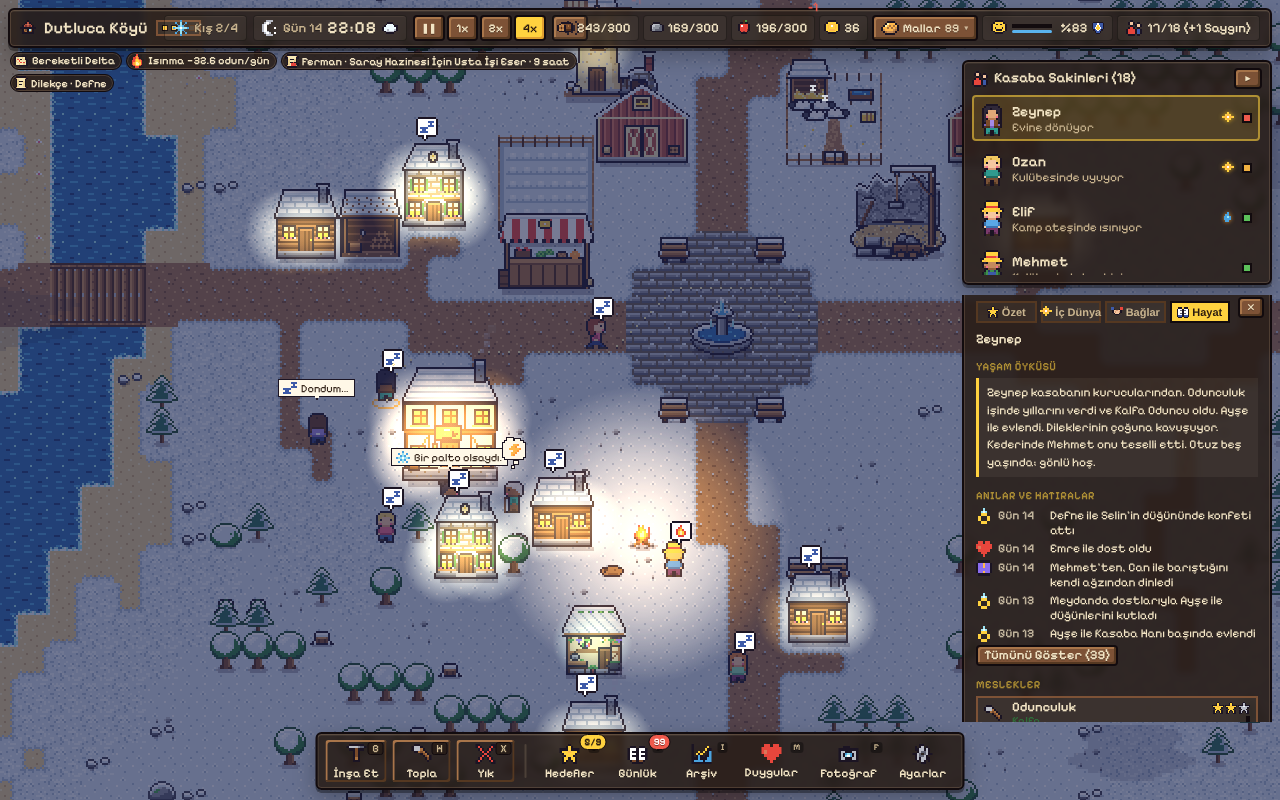 Dutluca Köyü
Kış 2/4
Gün 14 22:08
1x
2x
4x
243/300
169/300
196/300
36
Mallar 89
%83
17/18 (+1 Saygın)
Gereketli Delta
Isınma -32.6 odun/gün
Ferman · Saray Hazinesi İçin Usta İşi Eser · 9 saat
Dilekçe · Defne
Kasaba Sakinleri (18)
Zeynep
Evine dönüyor
Ozan
Kulübesinde uyuyor
Elif
Kamp ateşinde ısınıyor
Mehmet
Dondum...
Bir palto olsaydı..
Özet
İç Dünya
Bağlar
Hayat
Zeynep
YAŞAM ÖYKÜSÜ
Zeynep kasabanın kurucularından. Odunculuk
işinde yıllarını verdi ve Kalfa Oduncu oldu. Ayşe
ile evlendi. Dileklerinin çoğuna kavuşuyor.
Kederinde Mehmet onu teselli etti. Otuz beş
yaşında; gönlü hoş.
ANILAR VE HATIRALAR
Gün 14 Defne ile Selin'in düğününde konfeti
attı
Gün 14 Emre ile dost oldu
Gün 14 Mehmet'ten, Can ile barıştığını
kendi ağzından dinledi
Gün 13 Meydanda dostlarıyla Ayşe ile
düğünlerini kutladı
Gün 13 Ayşe ile Kasaba Hanı başında evlendi
Tümünü Göster (39)
MESLEKLER
Odunculuk
Kalfa
İnşa Et
G
Topla
H
Yık
X
Hedefler
Günlük
99
Arşiv
I
Duygular
M
Fotoğraf
F
Ayarlar